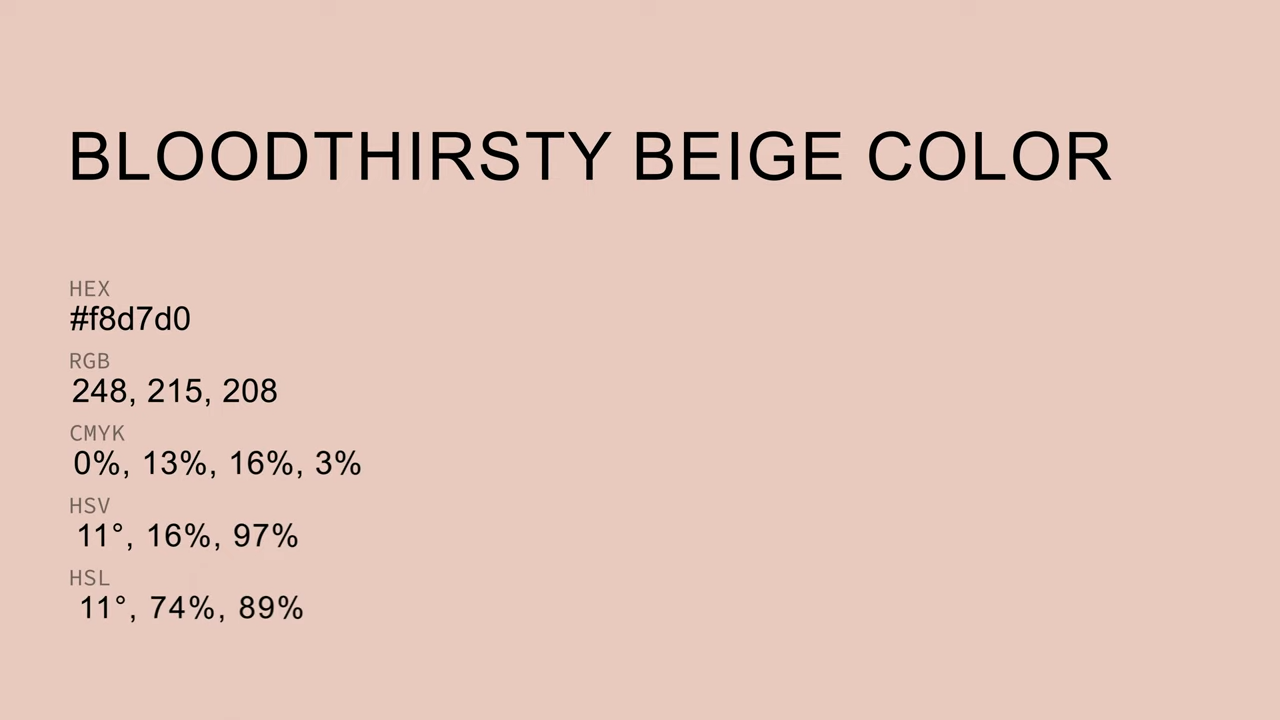 BLOODTHIRSTY BEIGE COLOR
HEX
#f8d7d0
RGB
248, 215, 208
CMYK
0%, 13%, 16%, 3%
HSV
11°, 16%, 97%
HSL
11°, 74%, 89%